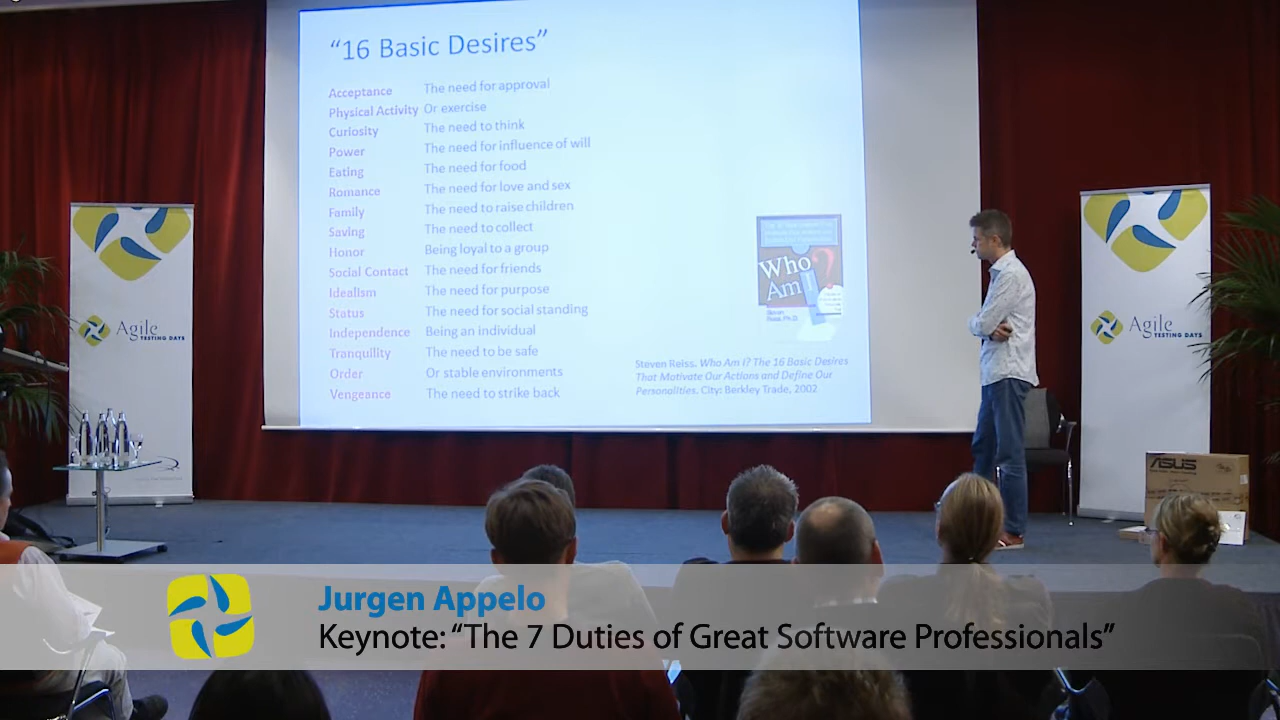 “16 Basic Desires”
Acceptance The need for approval
Physical Activity Or exercise
Curiosity The need to think
Power The need for influence of will
Eating The need for food
Romance The need for love and sex
Family The need to raise children
Saving The need to collect
Honor Being loyal to a group
Social Contact The need for friends
Idealism The need for purpose
Status The need for social standing
Independence Being an individual
Tranquility The need to be safe
Order Or stable environments
Vengeance The need to strike back
Who
Am I?
Steven
Reiss, Ph.D.
Steven Reiss. Who Am I? The 16 Basic Desires
That Motivate Our Actions and Define Our
Personalities. City: Berkley Trade, 2002
Agile
TESTING DAYS
Agile
TESTING DAYS
ASUS
Jurgen Appelo
Keynote: “The 7 Duties of Great Software Professionals”